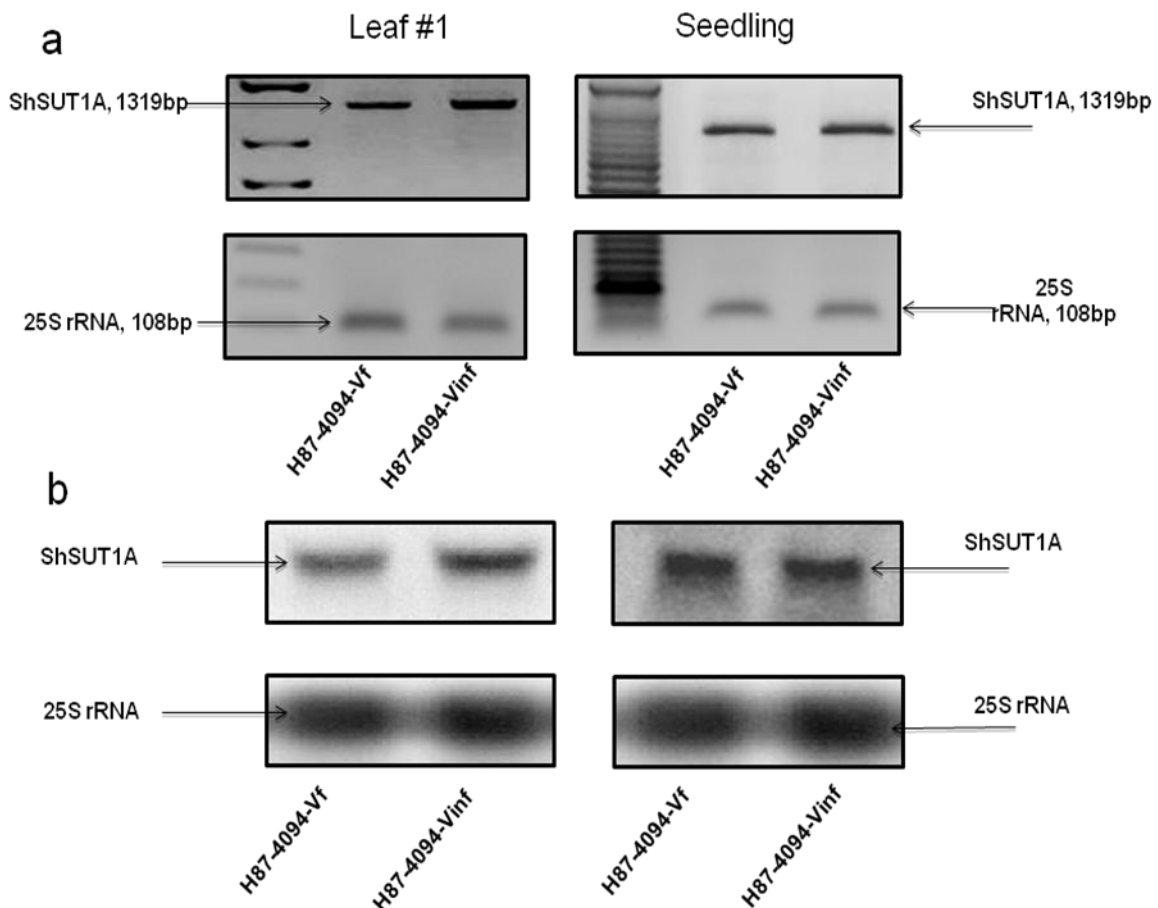 a
Leaf #1
Seedling
ShSUT1A, 1319bp
ShSUT1A, 1319bp
25S rRNA, 108bp
25S
rRNA, 108bp
H87-4094-Vf
H87-4094-Vinf
H87-4094-Vf
H87-4094-Vinf
b
ShSUT1A
ShSUT1A
25S rRNA
25S rRNA
H87-4094-Vf
H87-4094-Vinf
H87-4094-Vf
H87-4094-Vinf